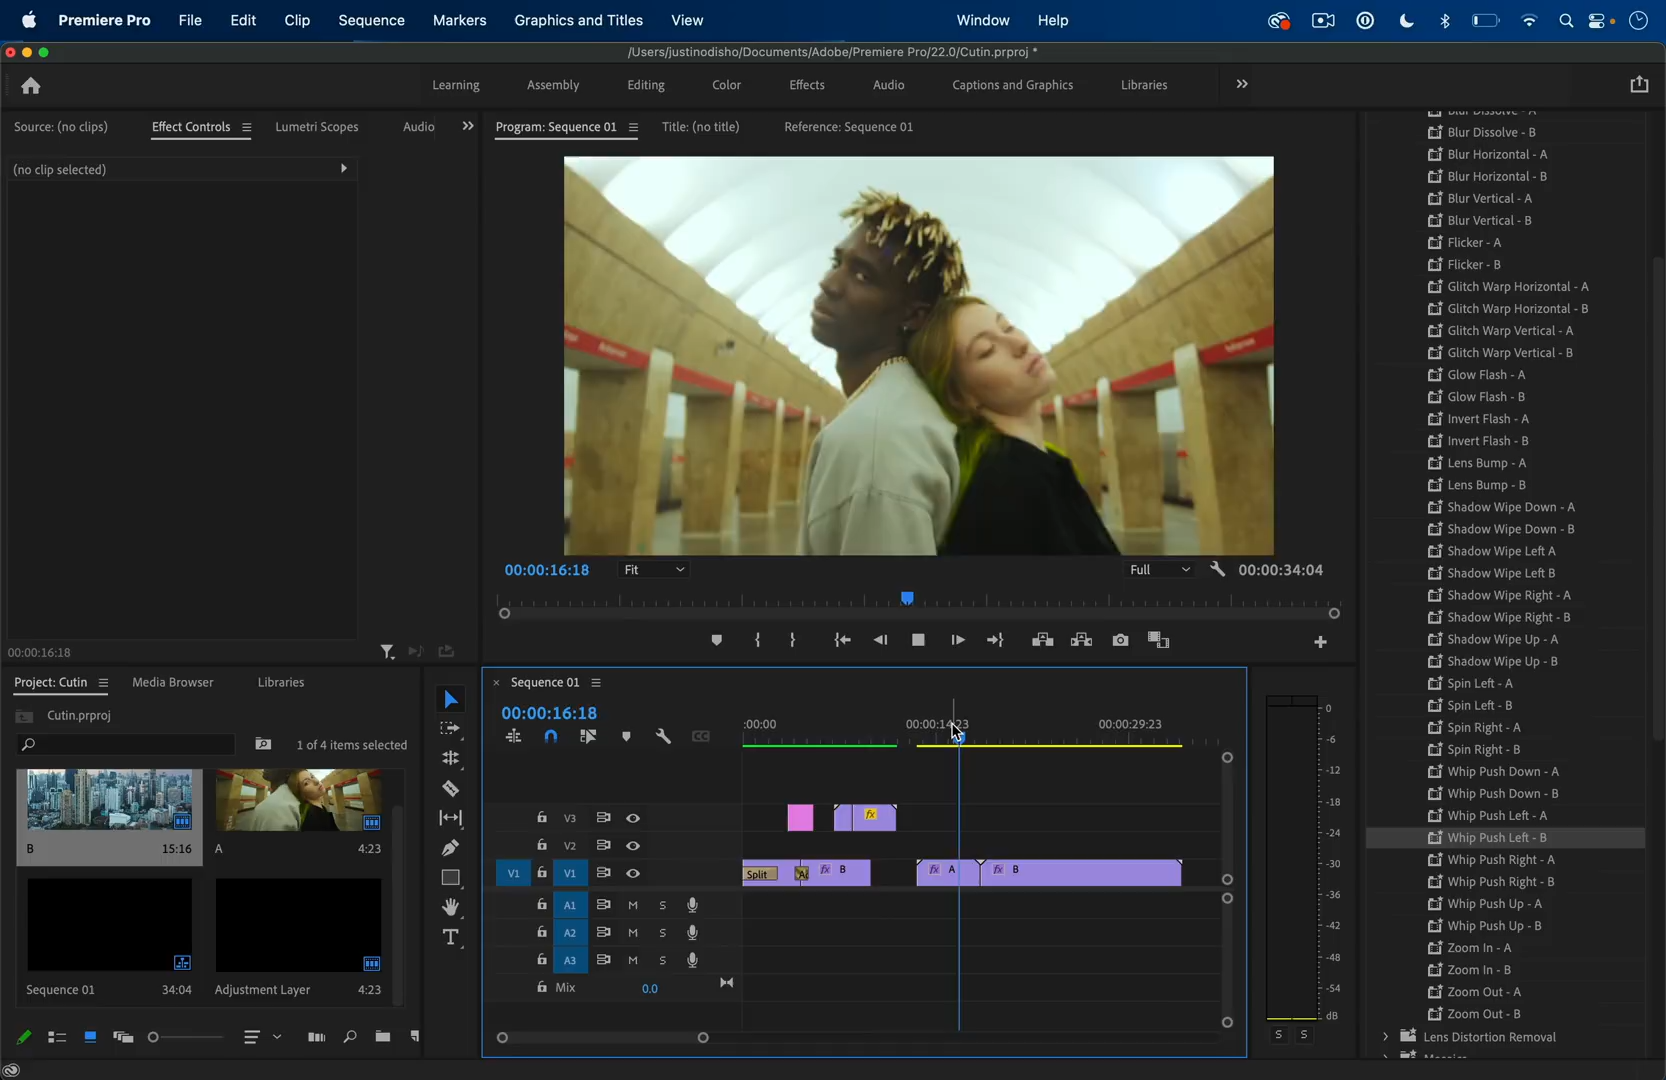 Premiere Pro File Edit Clip Sequence Markers Graphics and Titles View Window Help
/Users/justinodisho/Documents/Adobe/Premiere Pro/22.0/Cutin.prproj *
Learning Assembly Editing Color Effects Audio Captions and Graphics Libraries
Source: (no clips) Effect Controls Lumetri Scopes Audio
(no clip selected)
00:00:16:18
Program: Sequence 01 Title: (no title) Reference: Sequence 01
00:00:16:18 Fit Full 00:00:34:04
Project: Cutin Media Browser Libraries
Cutin.prproj
1 of 4 items selected
B 15:16 A 4:23
Sequence 01 34:04 Adjustment Layer 4:23
× Sequence 01
00:00:16:18
:00:00 00:00:14:23 00:00:29:23
V3 fx
V2
V1 V1 Split fx B fx A fx B
A1 M S
A2 M S
A3 M S
Mix 0.0
0
-6
-12
-18
-24
-30
-36
-42
-48
-54
dB
S S
Blur Dissolve - A
Blur Dissolve - B
Blur Horizontal - A
Blur Horizontal - B
Blur Vertical - A
Blur Vertical - B
Flicker - A
Flicker - B
Glitch Warp Horizontal - A
Glitch Warp Horizontal - B
Glitch Warp Vertical - A
Glitch Warp Vertical - B
Glow Flash - A
Glow Flash - B
Invert Flash - A
Invert Flash - B
Lens Bump - A
Lens Bump - B
Shadow Wipe Down - A
Shadow Wipe Down - B
Shadow Wipe Left A
Shadow Wipe Left B
Shadow Wipe Right - A
Shadow Wipe Right - B
Shadow Wipe Up - A
Shadow Wipe Up - B
Spin Left - A
Spin Left - B
Spin Right - A
Spin Right - B
Whip Push Down - A
Whip Push Down - B
Whip Push Left - A
Whip Push Left - B
Whip Push Right - A
Whip Push Right - B
Whip Push Up - A
Whip Push Up - B
Zoom In - A
Zoom In - B
Zoom Out - A
Zoom Out - B
Lens Distortion Removal